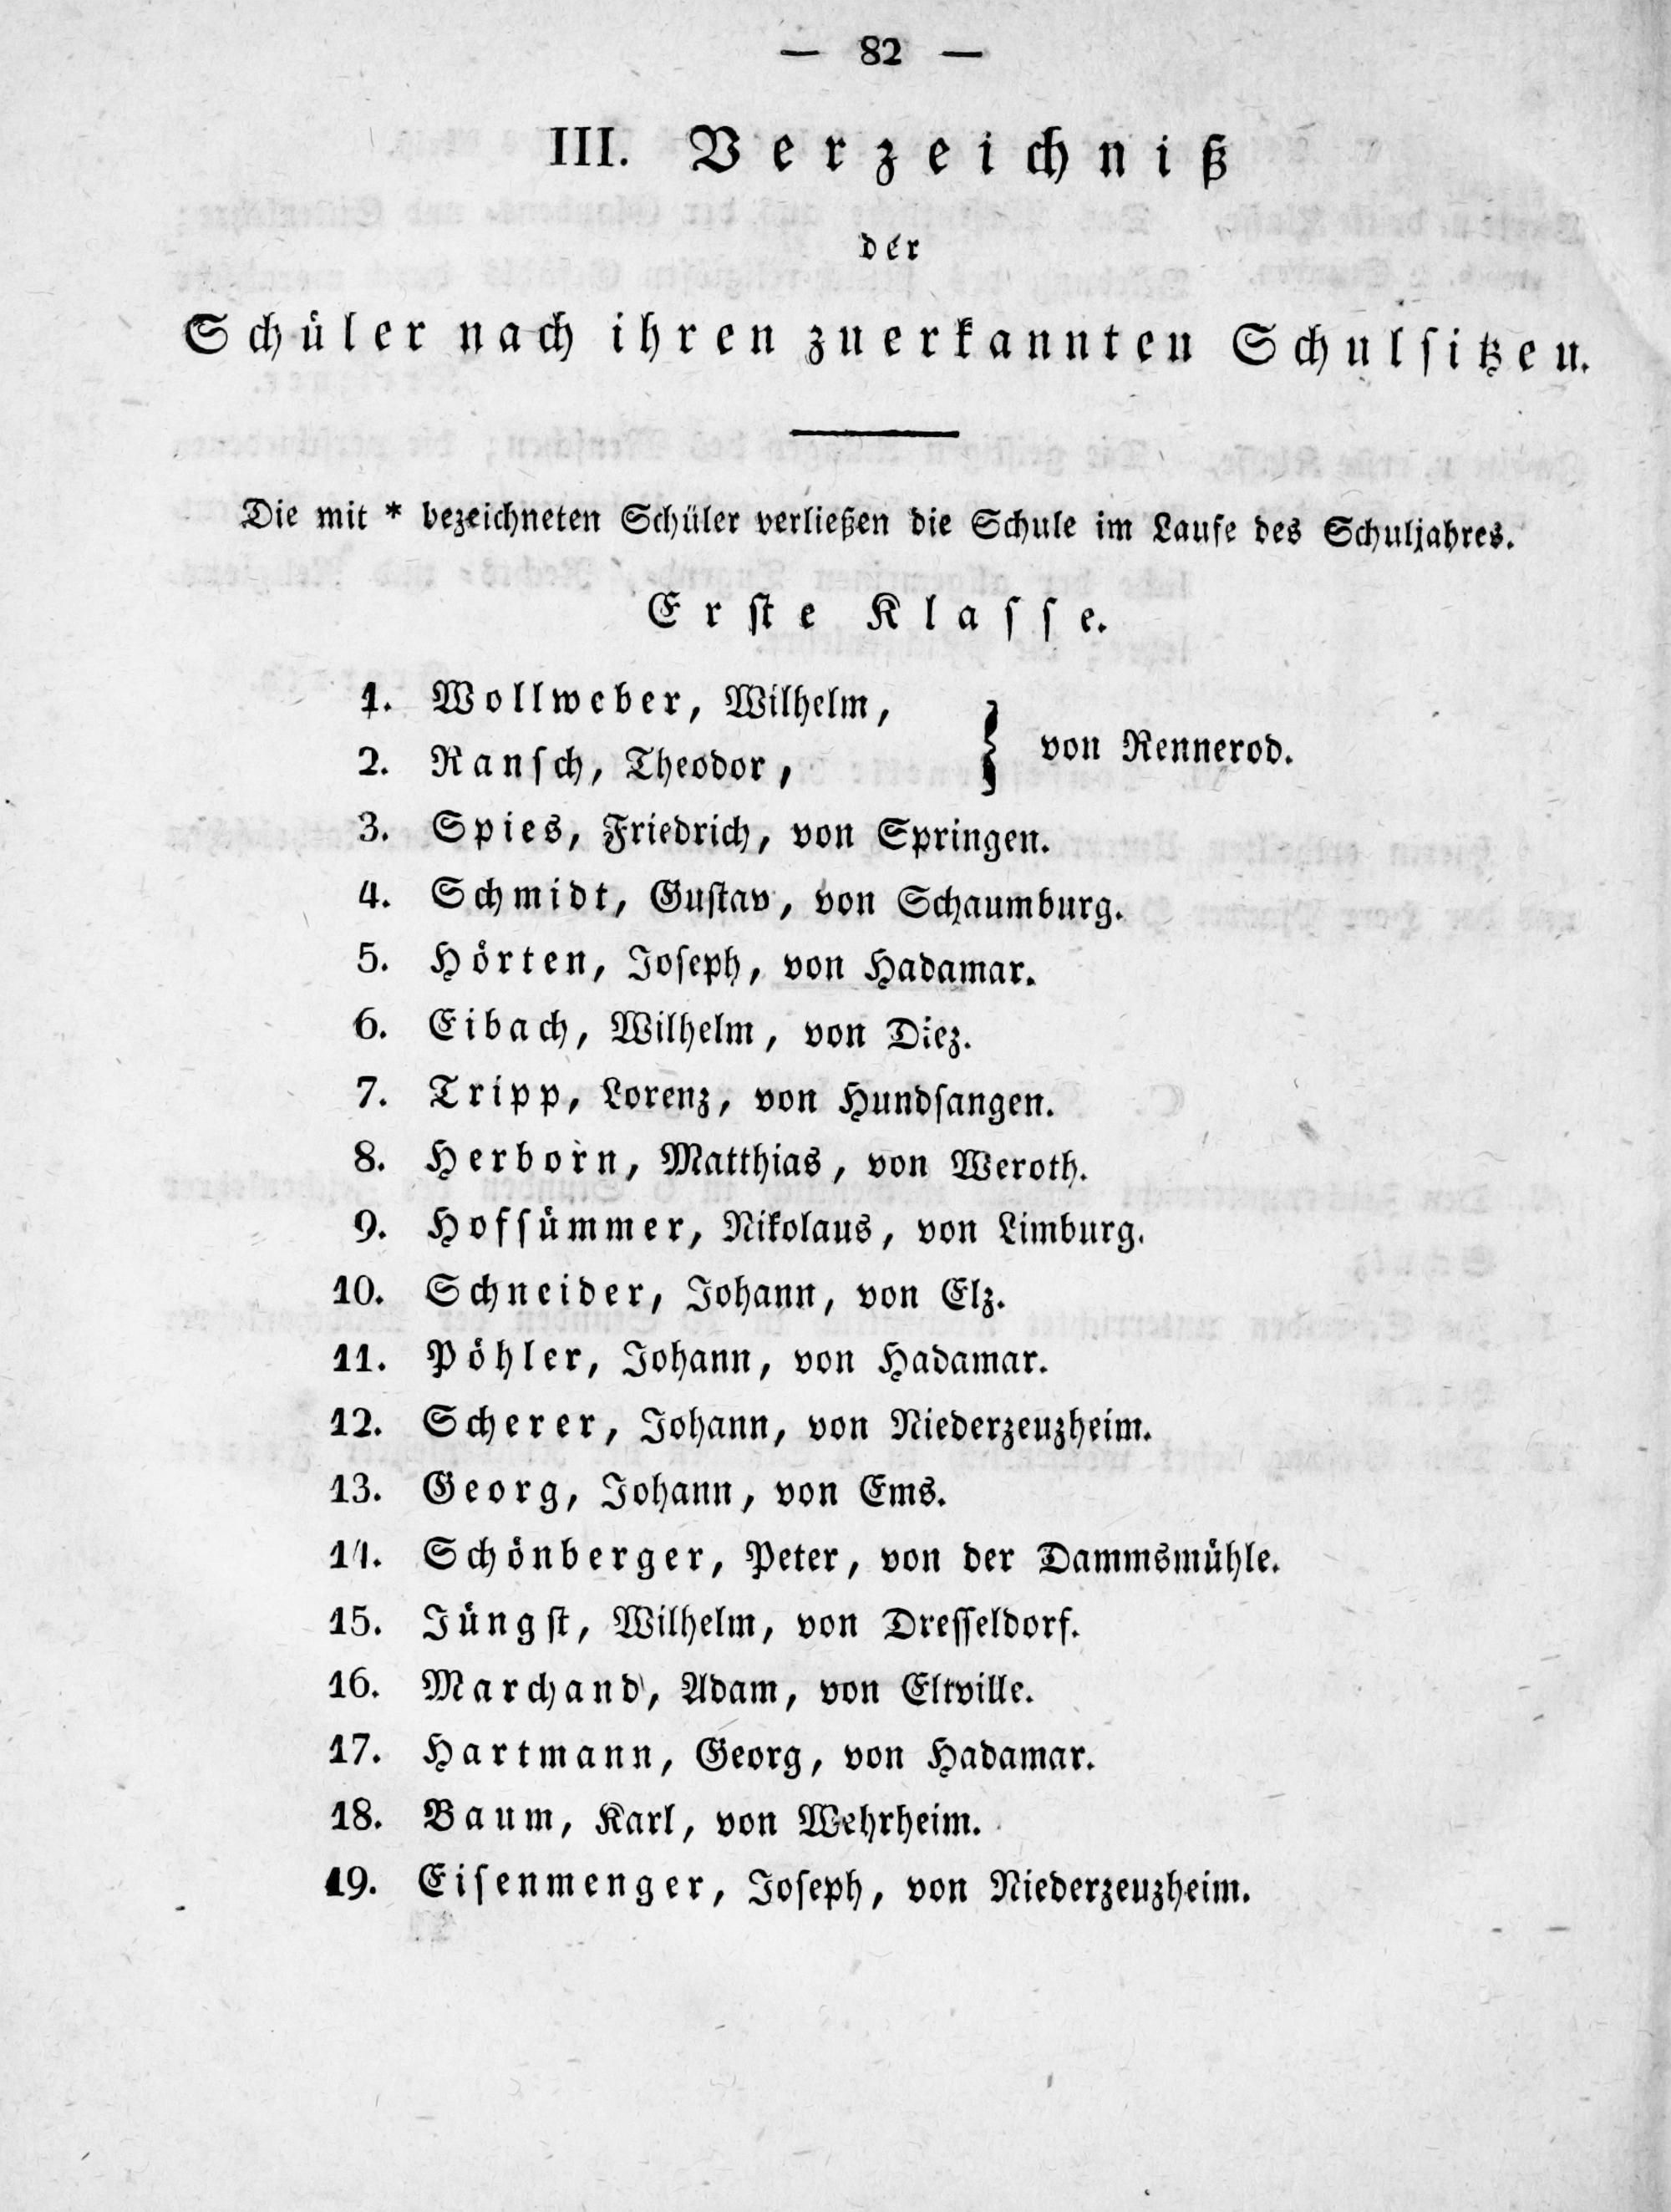 — 82 —
III. Verzeichniß
der
Schüler nach ihren zuerkannten Schulsitzen.
Die mit * bezeichneten Schüler verließen die Schule im Laufe des Schuljahres.
Erste Klasse.
1. Wollweber, Wilhelm,
2. Ransch, Theodor, } von Rennerod.
3. Spies, Friedrich, von Springen.
4. Schmidt, Gustav, von Schaumburg.
5. Hörten, Joseph, von Hadamar.
6. Eibach, Wilhelm, von Diez.
7. Tripp, Lorenz, von Hundsangen.
8. Herborn, Matthias, von Weroth.
9. Hofsümmer, Nikolaus, von Limburg.
10. Schneider, Johann, von Elz.
11. Pöhler, Johann, von Hadamar.
12. Scherer, Johann, von Niederzeuzheim.
13. Georg, Johann, von Ems.
14. Schönberger, Peter, von der Dammsmühle.
15. Jüngst, Wilhelm, von Dresseldorf.
16. Marchand, Adam, von Eltville.
17. Hartmann, Georg, von Hadamar.
18. Baum, Karl, von Wehrheim.
19. Eisenmenger, Joseph, von Niederzeuzheim.